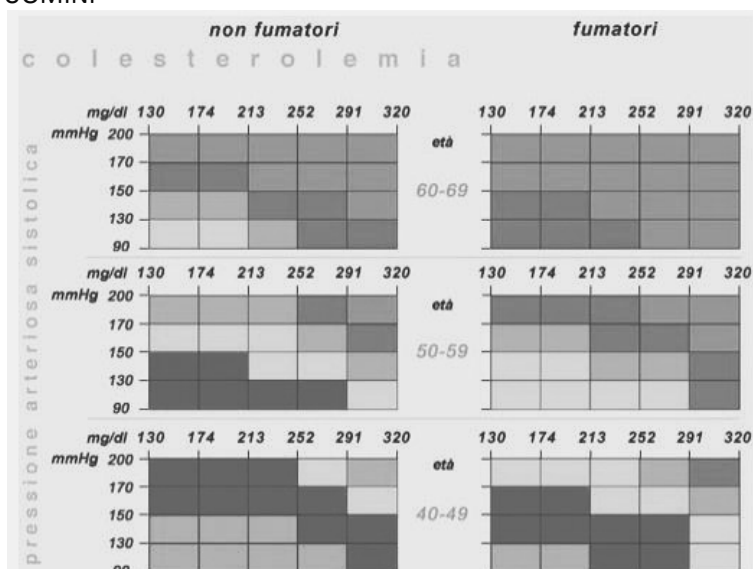 non fumatori fumatori
colesterolemia
mg/dl 130 174 213 252 291 320 130 174 213 252 291 320
mmHg 200 età
170
150 60-69
130
90
mg/dl 130 174 213 252 291 320 130 174 213 252 291 320
mmHg 200 età
170
150 50-59
130
90
mg/dl 130 174 213 252 291 320 130 174 213 252 291 320
mmHg 200 età
170
150 40-49
130
pressione arteriosa sistolica